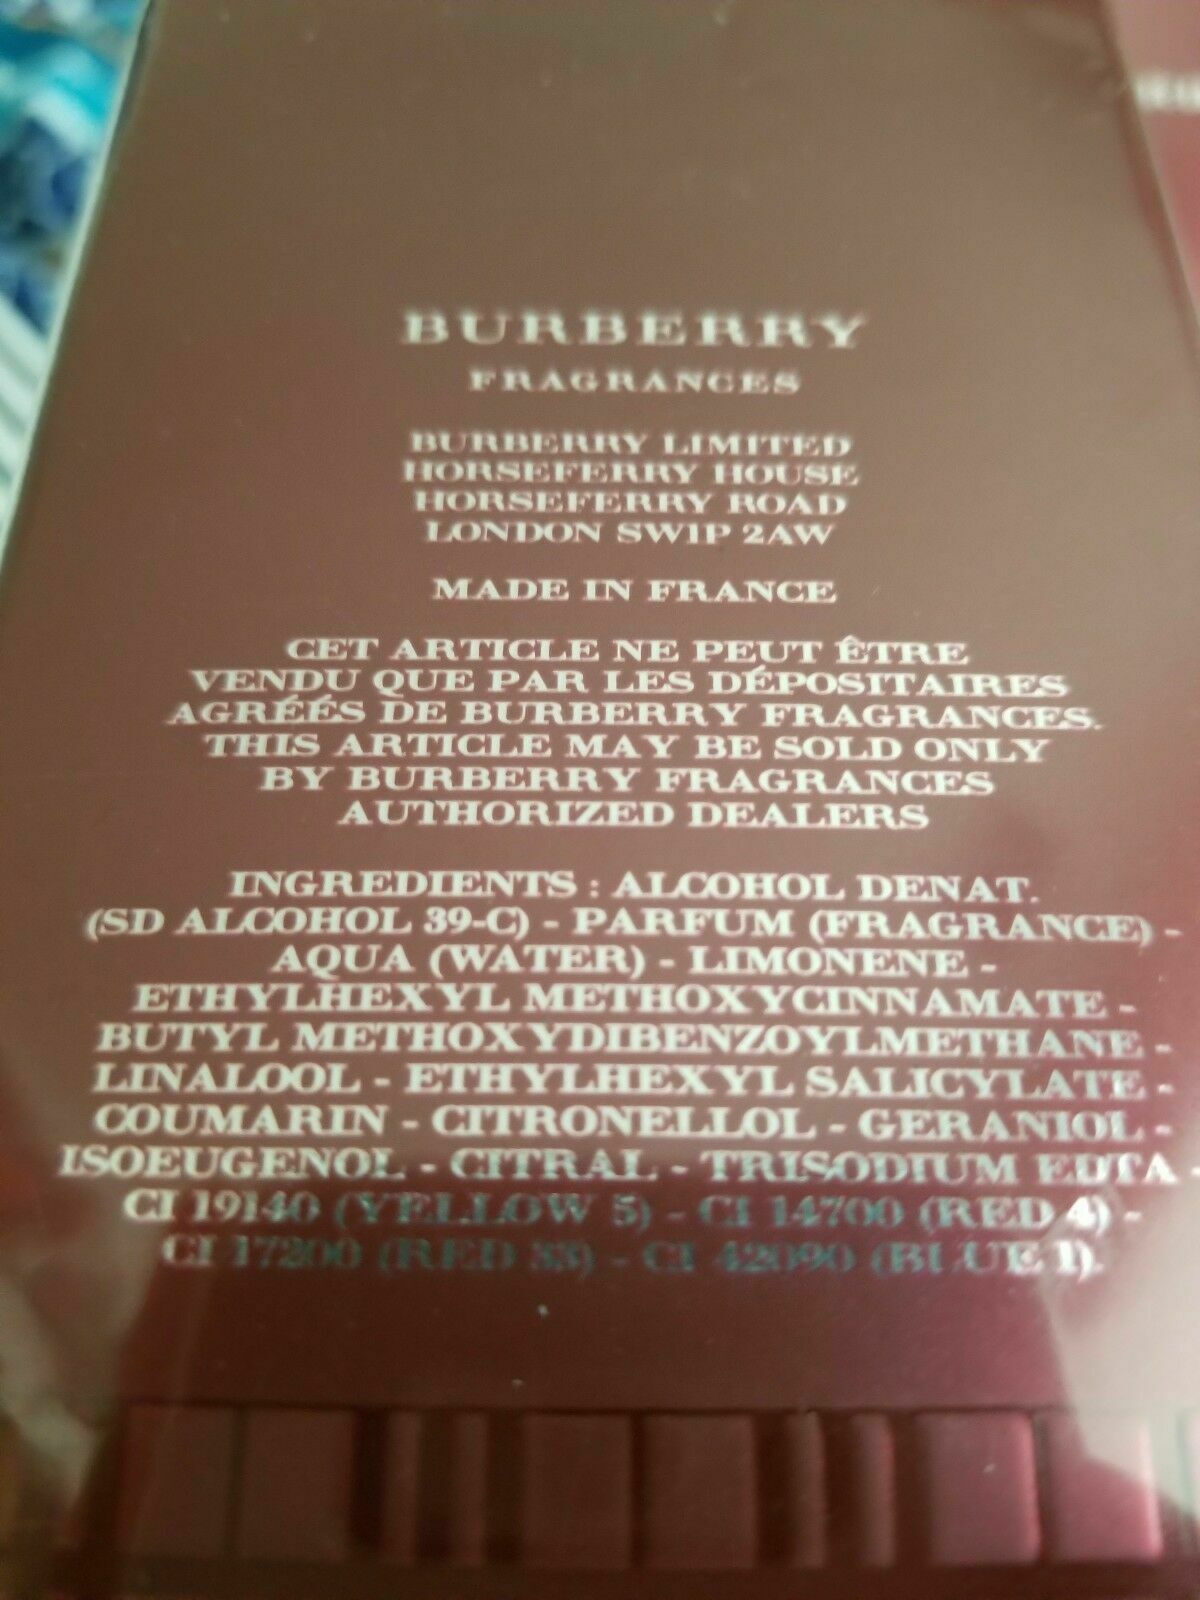 BURBERRY
FRAGRANCES
BURBERRY LIMITED
HORSEFERRY HOUSE
HORSEFERRY ROAD
LONDON SW1P 2AW
MADE IN FRANCE
CET ARTICLE NE PEUT ÊTRE
VENDU QUE PAR LES DÉPOSITAIRES
AGRÉÉS DE BURBERRY FRAGRANCES.
THIS ARTICLE MAY BE SOLD ONLY
BY BURBERRY FRAGRANCES
AUTHORIZED DEALERS
INGREDIENTS : ALCOHOL DENAT.
(SD ALCOHOL 39-C) - PARFUM (FRAGRANCE) -
AQUA (WATER) - LIMONENE -
ETHYLHEXYL METHOXYCINNAMATE -
BUTYL METHOXYDIBENZOYLMETHANE -
LINALOOL - ETHYLHEXYL SALICYLATE -
COUMARIN - CITRONELLOL - GERANIOL -
ISOEUGENOL - CITRAL - TRISODIUM EDTA -
CI 19140 (YELLOW 5) - CI 14700 (RED 4) -
CI 17200 (RED 33) - CI 42090 (BLUE 1).